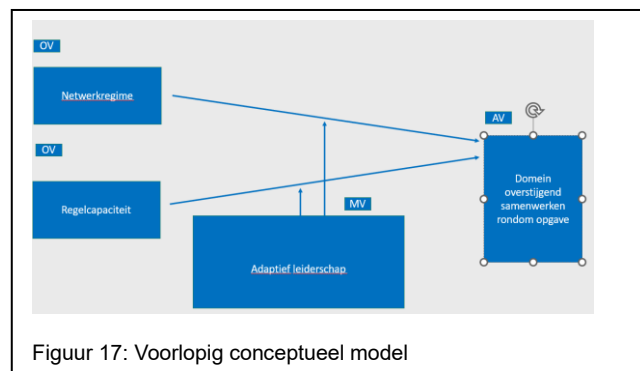 OV
Netwerkregime
OV
Regelcapaciteit
MV
Adaptief leiderschap
AV
Domein
overstijgend
samenwerken
rondom opgave
Figuur 17: Voorlopig conceptueel model